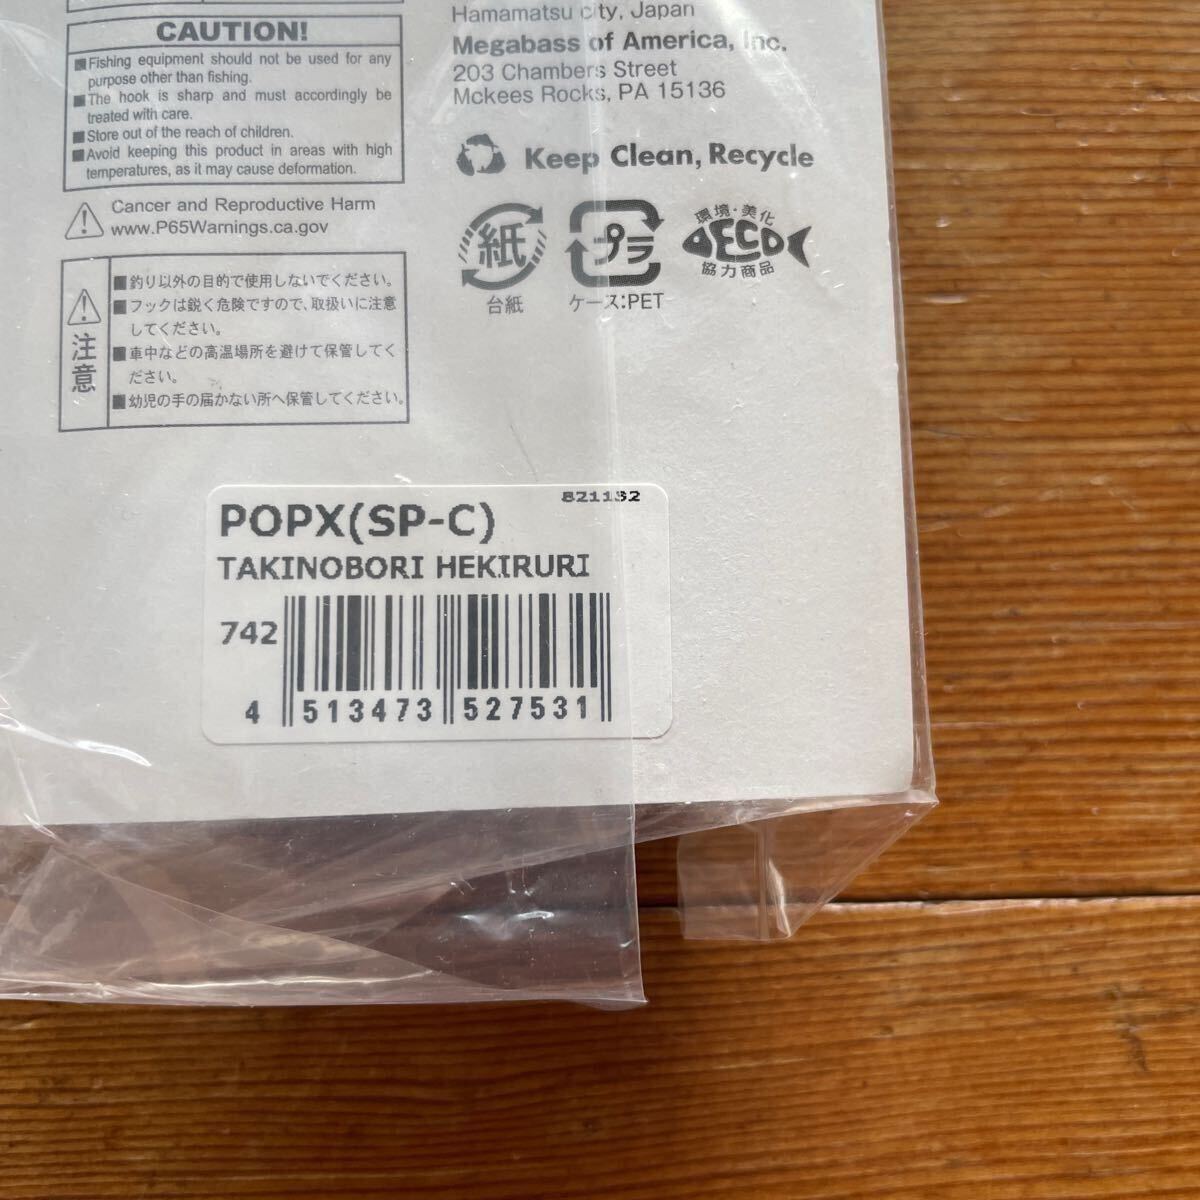 CAUTION!
■Fishing equipment should not be used for any
purpose other than fishing.
■The hook is sharp and must accordingly be
treated with care.
■Store out of the reach of children.
■Avoid keeping this product in areas with high
temperatures, as it may cause deformation.
Cancer and Reproductive Harm
www.P65Warnings.ca.gov
注意
■釣り以外の目的で使用しないでください。
■フックは鋭く危険ですので、取扱いに注意
してください。
■車中などの高温場所を避けて保管してく
ださい。
■幼児の手の届かない所へ保管してください。
Hamamatsu city, Japan
Megabass of America, Inc.
203 Chambers Street
Mckees Rocks, PA 15136
Keep Clean, Recycle
紙
台紙
プラ
ケース:PET
環境・美化
ECO
協力商品
821132
POPX(SP-C)
TAKINOBORI HEKIRURI
742
4 513473 527531